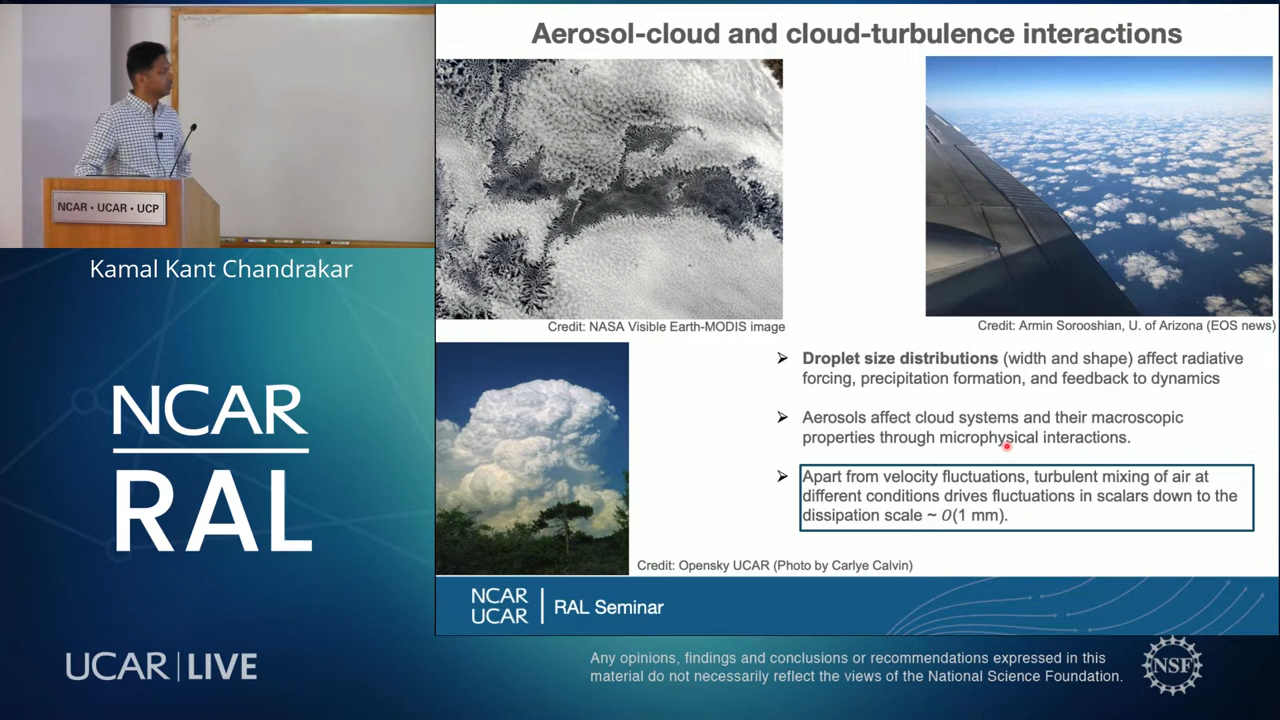 NCAR • UCAR • UCP
Kamal Kant Chandrakar
NCAR
RAL
UCAR | LIVE
Aerosol-cloud and cloud-turbulence interactions
Credit: NASA Visible Earth-MODIS image
Credit: Armin Sorooshian, U. of Arizona (EOS news)
➢ Droplet size distributions (width and shape) affect radiative
forcing, precipitation formation, and feedback to dynamics
➢ Aerosols affect cloud systems and their macroscopic
properties through microphysical interactions.
➢ Apart from velocity fluctuations, turbulent mixing of air at
different conditions drives fluctuations in scalars down to the
dissipation scale ~ O(1 mm).
Credit: Opensky UCAR (Photo by Carlye Calvin)
NCAR
UCAR
RAL Seminar
Any opinions, findings and conclusions or recommendations expressed in this
material do not necessarily reflect the views of the National Science Foundation.
NSF